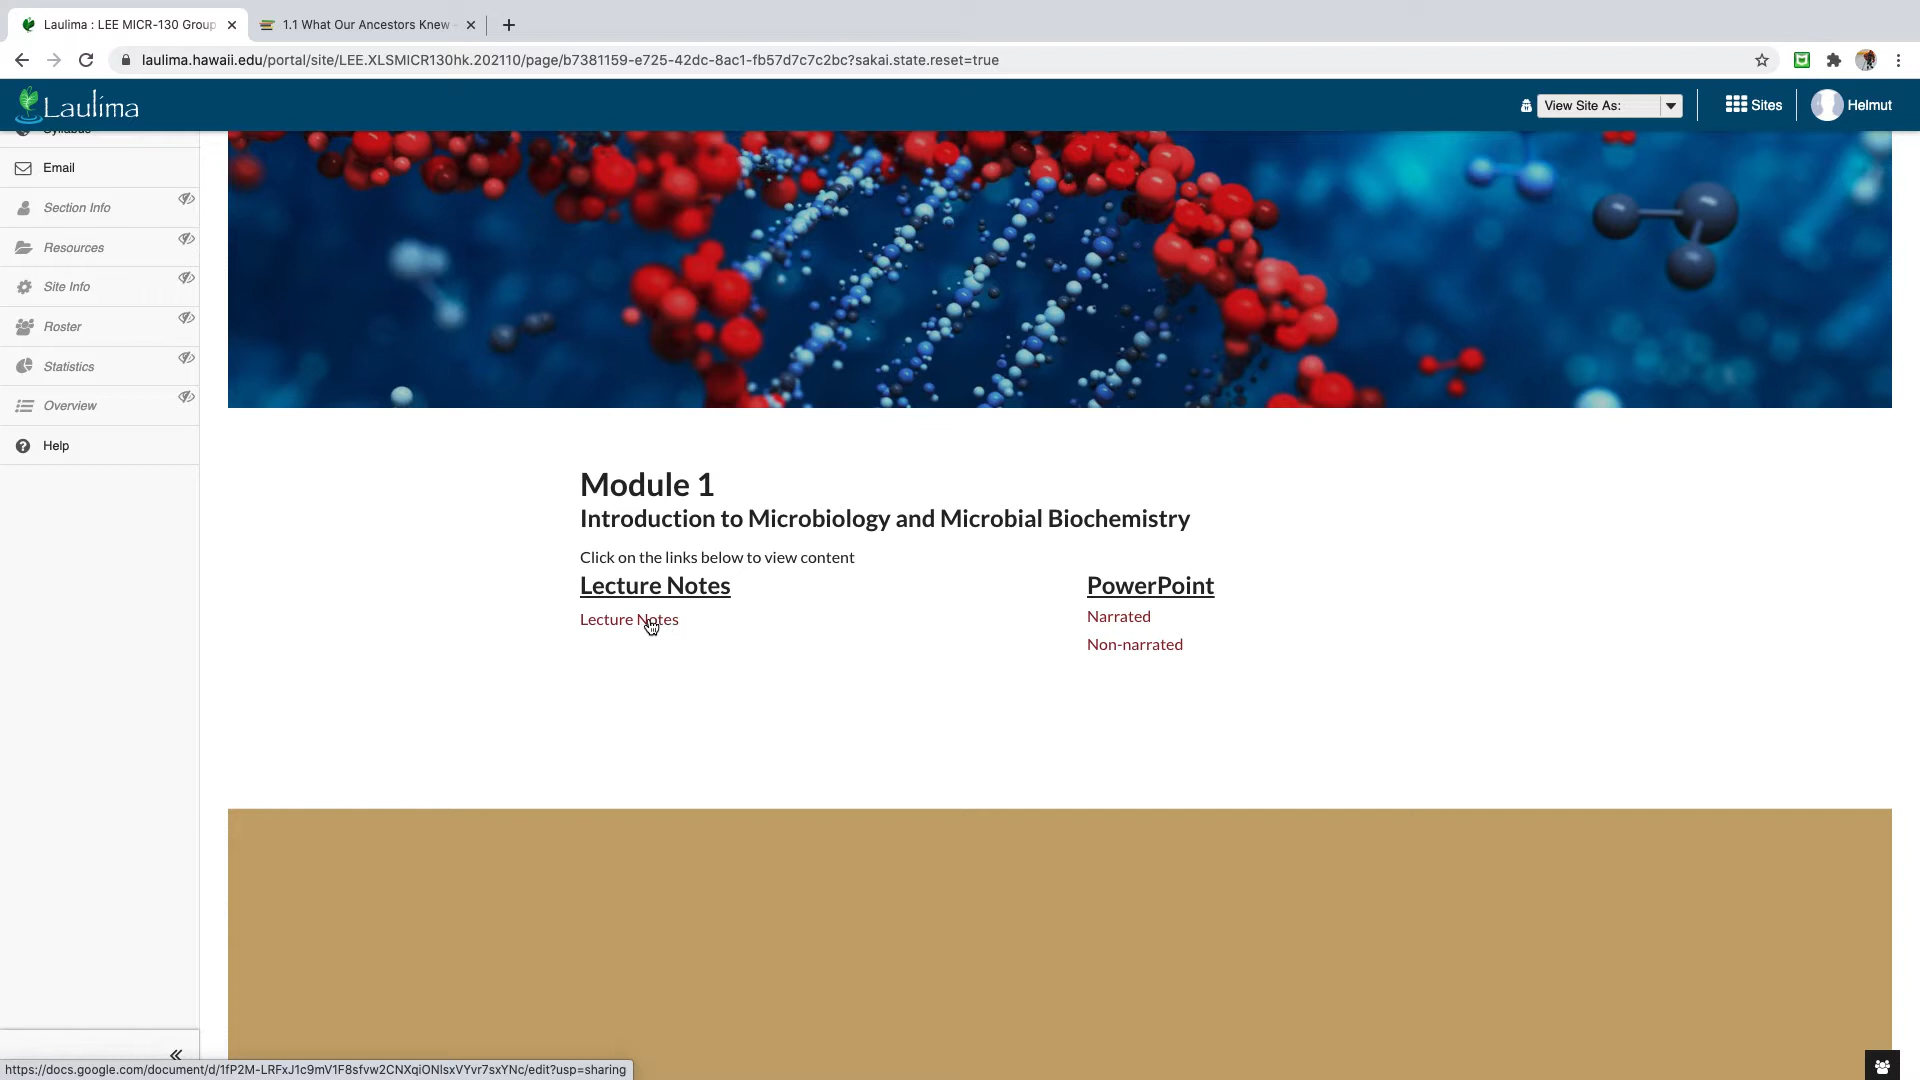 Laulima : LEE MICR-130 Group
1.1 What Our Ancestors Knew
laulima.hawaii.edu/portal/site/LEE.XLSMICR130hk.202110/page/b7381159-e725-42dc-8ac1-fb57d7c7c2bc?sakai.state.reset=true
Laulima
View Site As:
Sites
Helmut
Syllabus
Email
Section Info
Resources
Site Info
Roster
Statistics
Overview
Help
Module 1
Introduction to Microbiology and Microbial Biochemistry
Click on the links below to view content
Lecture Notes
Lecture Notes
PowerPoint
Narrated
Non-narrated
https://docs.google.com/document/d/1fP2M-LRFxJ1c9mV1F8sfvw2CNXqiONlsxVYvr7sxYNc/edit?usp=sharing